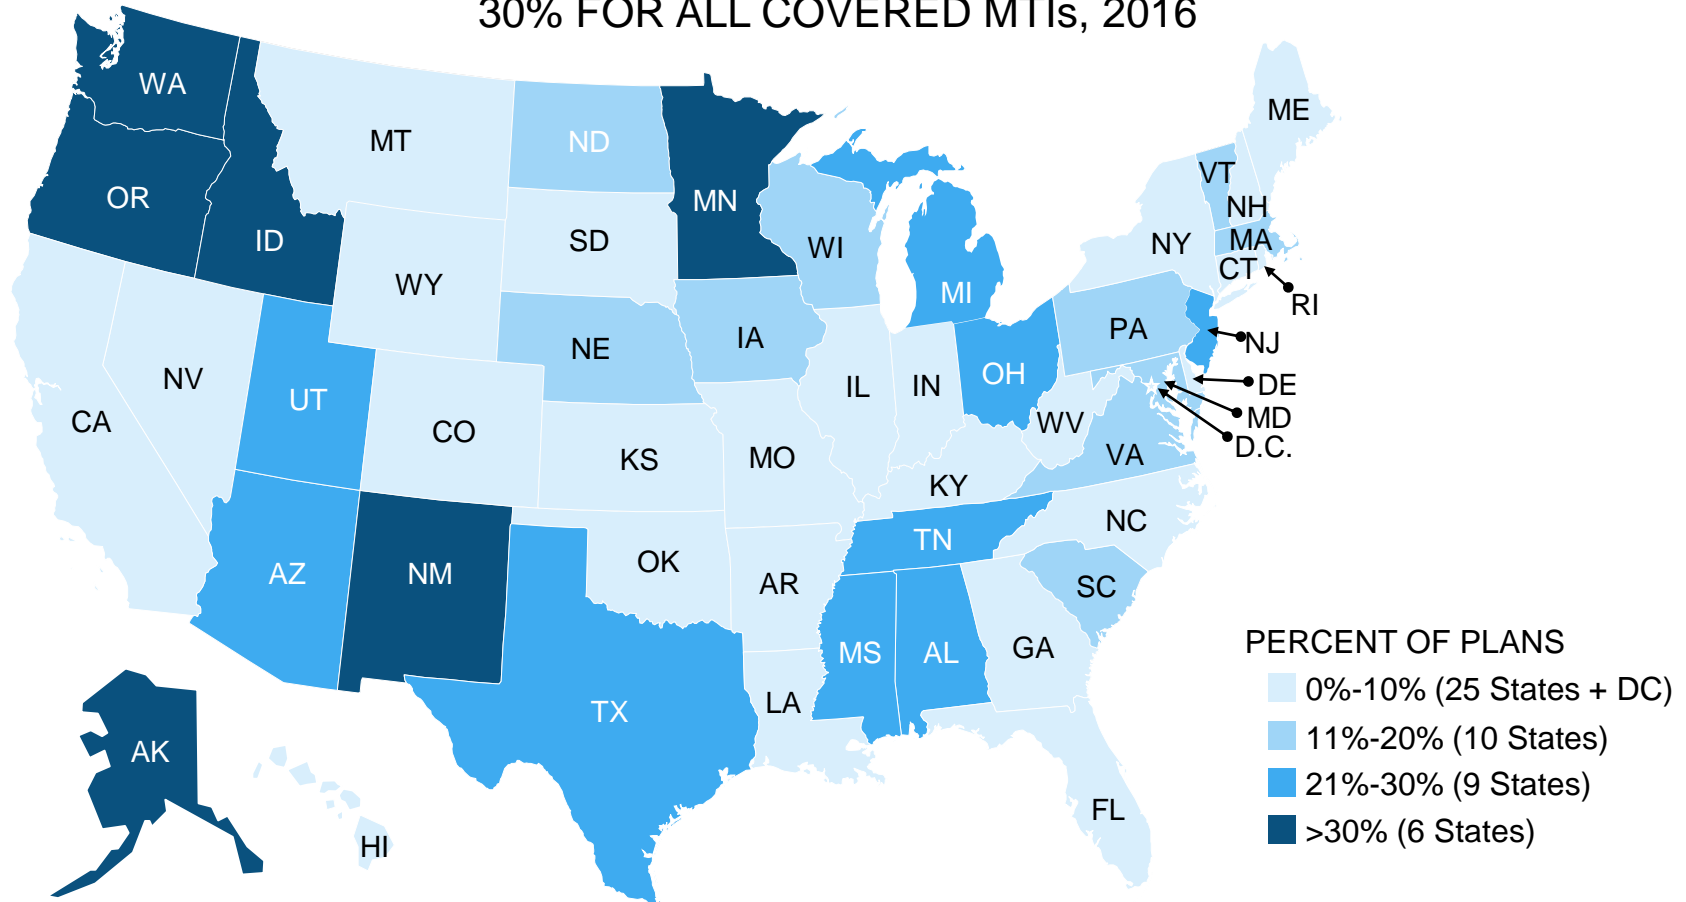 30% FOR ALL COVERED MTIs, 2016
WA
MT
ND
MN
ME
OR
ID
SD
WI
VT
NH
NY
MA
CT
RI
WY
MI
NE
IA
PA
NJ
NV
UT
CO
IL
IN
OH
DE
MD
D.C.
CA
KS
MO
WV
VA
KY
AZ
NM
OK
AR
TN
NC
SC
MS
AL
GA
TX
LA
AK
HI
FL
PERCENT OF PLANS
0%-10% (25 States + DC)
11%-20% (10 States)
21%-30% (9 States)
>30% (6 States)